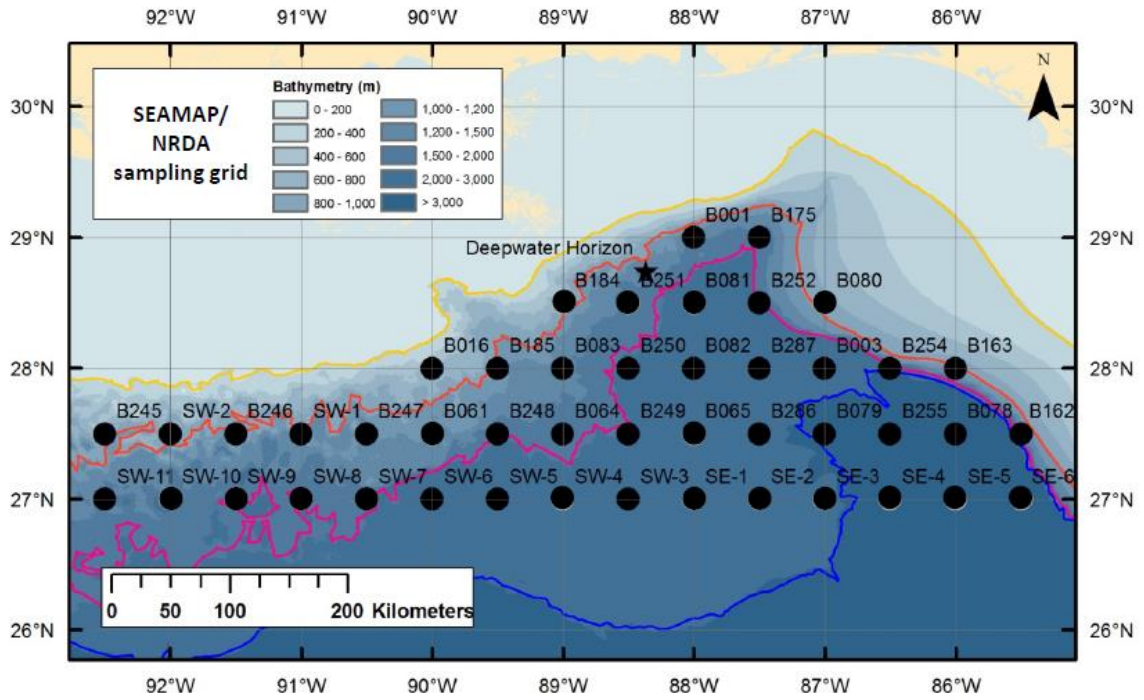 92°W 91°W 90°W 89°W 88°W 87°W 86°W
N
30°N 30°N
SEAMAP/
NRDA
sampling grid
Bathymetry (m)
0 - 200 1,000 - 1,200
200 - 400 1,200 - 1,500
400 - 600 1,500 - 2,000
600 - 800 2,000 - 3,000
800 - 1,000 > 3,000
B001 B175
29°N 29°N
Deepwater Horizon
B184 B251 B081 B252 B080
B016 B185 B083 B250 B082 B287 B003 B254 B163
28°N 28°N
B245 SW-2 B246 SW-1 B247 B061 B248 B064 B249 B065 B286 B079 B255 B078 B162
SW-11 SW-10 SW-9 SW-8 SW-7 SW-6 SW-5 SW-4 SW-3 SE-1 SE-2 SE-3 SE-4 SE-5 SE-6
27°N 27°N
0 50 100 200 Kilometers
26°N 26°N
92°W 91°W 90°W 89°W 88°W 87°W 86°W